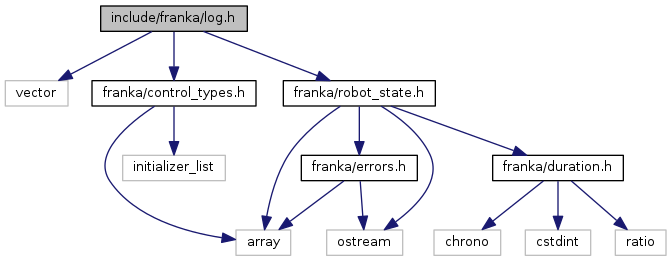 include/franka/log.h
vector
franka/control_types.h
franka/robot_state.h
initializer_list
franka/errors.h
franka/duration.h
array
ostream
chrono
cstdint
ratio